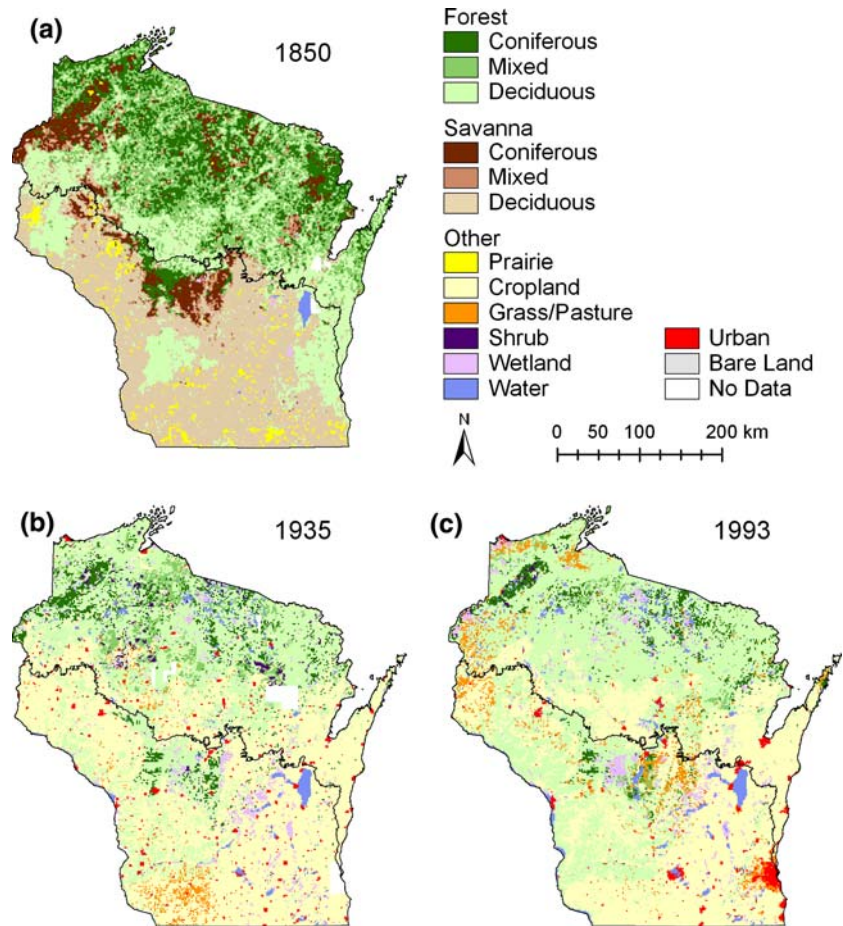 (a)
1850
Forest
Coniferous
Mixed
Deciduous
Savanna
Coniferous
Mixed
Deciduous
Other
Prairie
Cropland
Grass/Pasture
Shrub
Wetland
Water
Urban
Bare Land
No Data
N
0 50 100 200 km
(b)
1935
(c)
1993